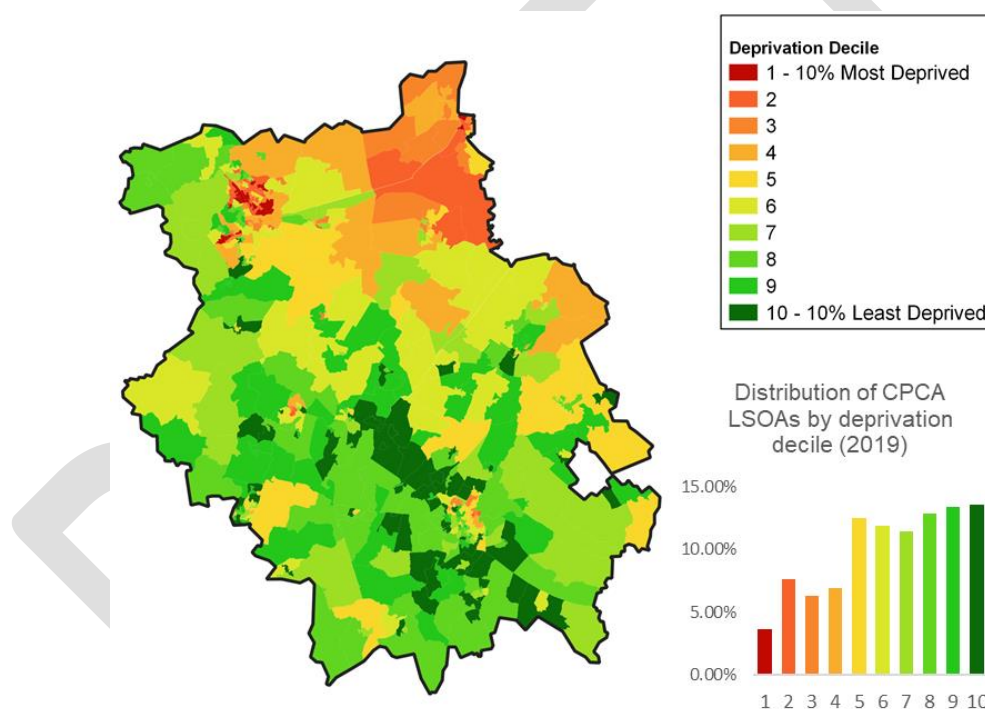 Deprivation Decile
1 - 10% Most Deprived
2
3
4
5
6
7
8
9
10 - 10% Least Deprived
Distribution of CPCA
LSOAs by deprivation
decile (2019)
15.00%
10.00%
5.00%
0.00%
1 2 3 4 5 6 7 8 9 10